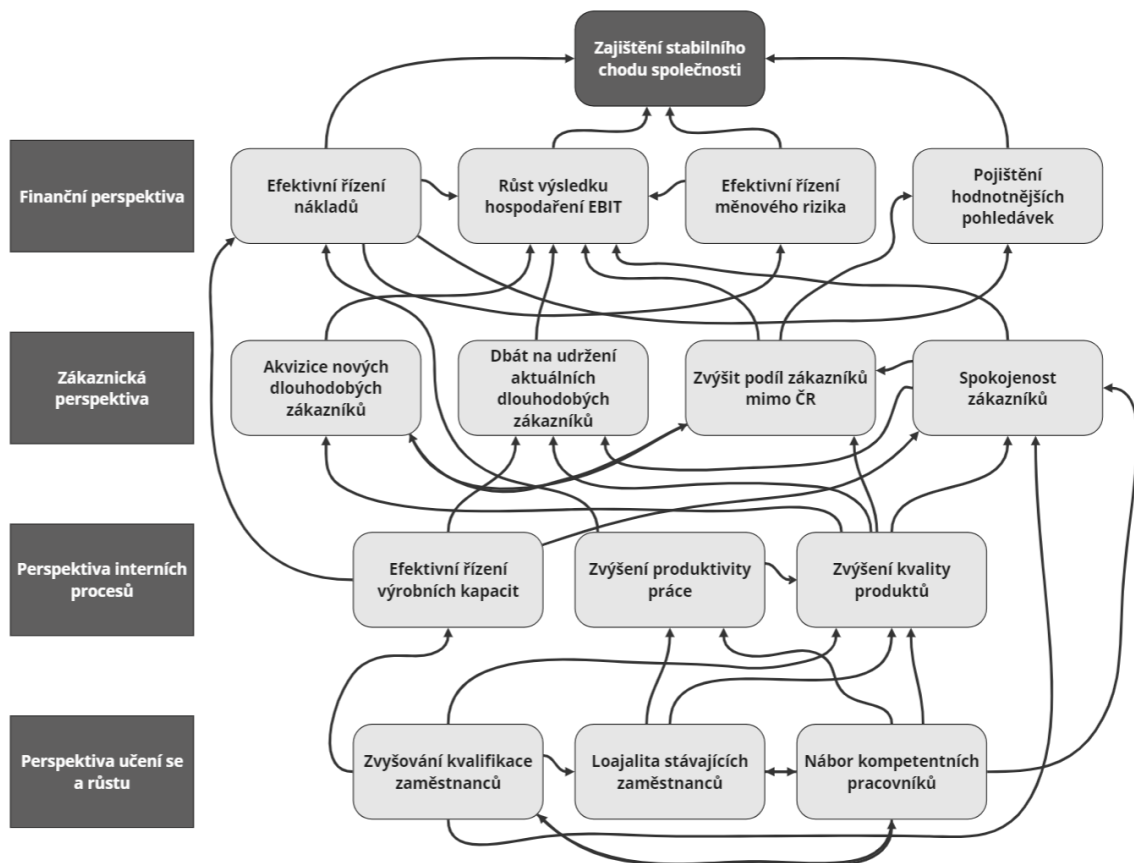 Zajištění stabilního
chodu společnosti
Finanční perspektiva
Efektivní řízení
nákladů
Růst výsledku
hospodaření EBIT
Efektivní řízení
měnového rizika
Pojištění
hodnotnějších
pohledávek
Zákaznická
perspektiva
Akvizice nových
dlouhodobých
zákazníků
Dbát na udržení
aktuálních
dlouhodobých
zákazníků
Zvýšit podíl zákazníků
mimo ČR
Spokojenost
zákazníků
Perspektiva interních
procesů
Efektivní řízení
výrobních kapacit
Zvýšení produktivity
práce
Zvýšení kvality
produktů
Perspektiva učení se
a růstu
Zvyšování kvalifikace
zaměstnanců
Loajalita stávajících
zaměstnanců
Nábor kompetentních
pracovníků